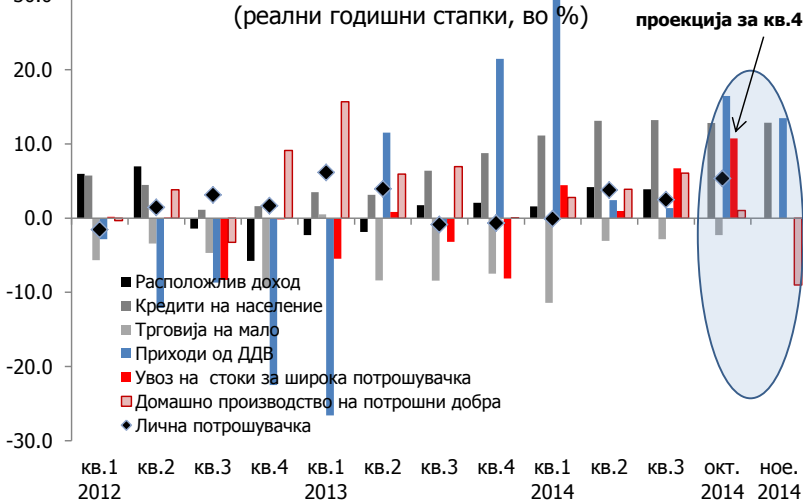 (реални годишни стапки, во %)
проекција за кв.4
30.0
20.0
10.0
0.0
-10.0
-20.0
-30.0
Расположлив доход
Кредити на население
Трговија на мало
Приходи од ДДВ
Увоз на стоки за широка потрошувачка
Домашно производство на потрошни добра
Лична потрошувачка
кв.1 кв.2 кв.3 кв.4 кв.1 кв.2 кв.3 кв.4 кв.1 кв.2 кв.3 окт. ное.
2012 2013 2014 2014 2014